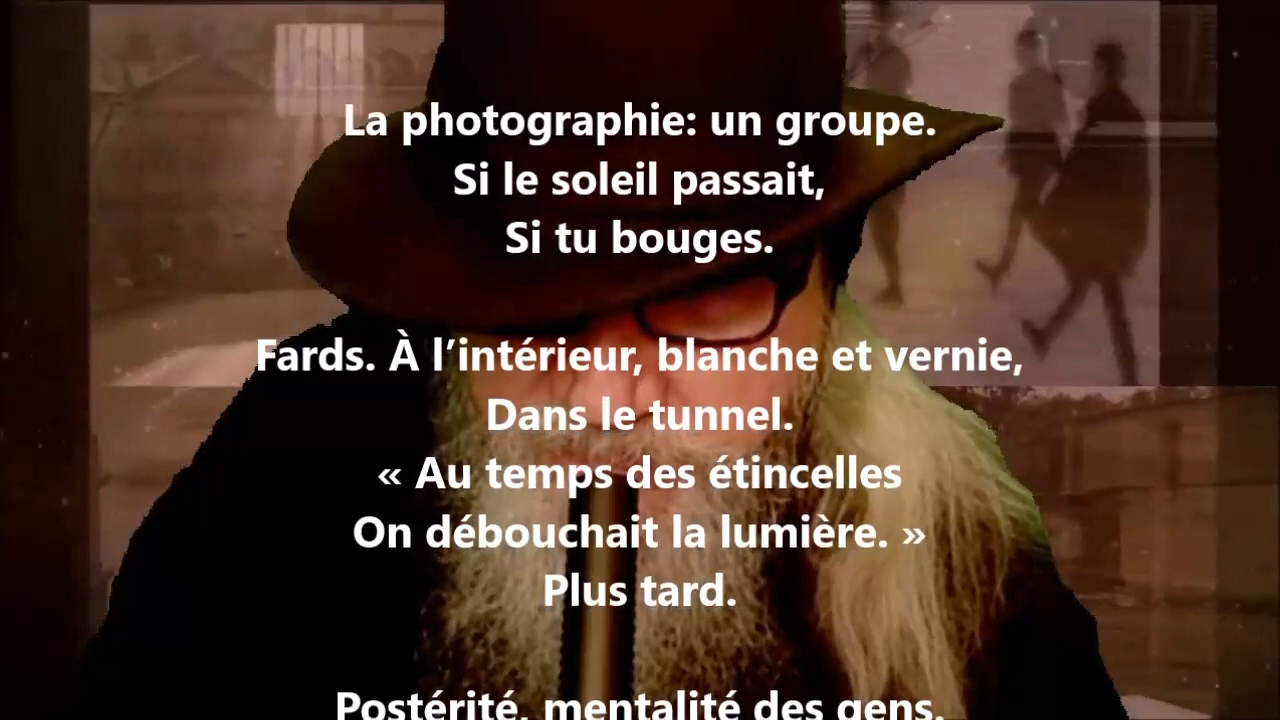 La photographie: un groupe.
Si le soleil passait,
Si tu bouges.
Fards. À l’intérieur, blanche et vernie,
Dans le tunnel.
« Au temps des étincelles
On débouchait la lumière. »
Plus tard.
Postérité, mentalité des gens.